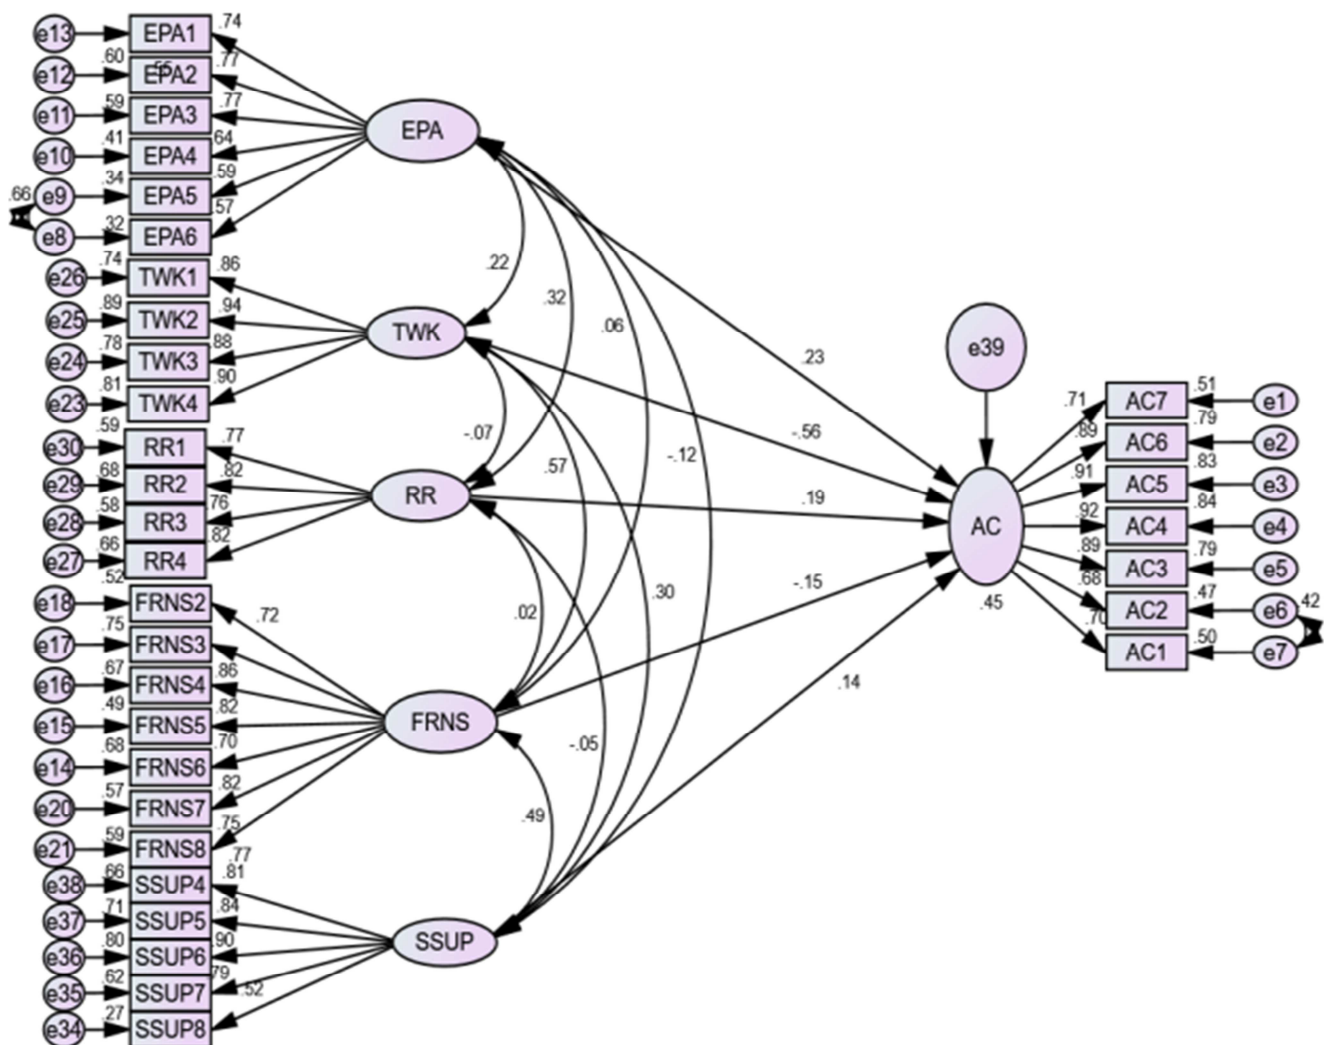 e13 EPA1 .74
e12 .60 EPA2 .55 .77
e11 .59 EPA3 .77
e10 .41 EPA4 .64
.66 e9 .34 EPA5 .59
e8 .32 EPA6 .57
EPA
e26 .74 TWK1 .86
e25 .89 TWK2 .94
e24 .78 TWK3 .88
e23 .81 TWK4 .90
TWK
e30 .59 RR1 .77
e29 .68 RR2 .82
e28 .58 RR3 .76
e27 .66 RR4 .82
RR
e18 .52 FRNS2 .72
e17 .75 FRNS3
e16 .67 FRNS4 .86
e15 .49 FRNS5 .82
e14 .68 FRNS6 .70
e20 .57 FRNS7 .82
e21 .59 FRNS8 .75
.77
FRNS
e38 .66 SSUP4 .81
e37 .71 SSUP5 .84
e36 .80 SSUP6 .90
e35 .62 SSUP7 .79
e34 .27 SSUP8 .52
SSUP
.22
.32
.06
-.07
.57
-.12
.02
.30
-.05
.49
.23
-.56
.19
-.15
.14
e39
AC
.45
.71 AC7 .51 e1
.89 AC6 .79 e2
.91 AC5 .83 e3
.92 AC4 .84 e4
.89 AC3 .79 e5
.68 AC2 .47 e6 .42
.70 AC1 .50 e7